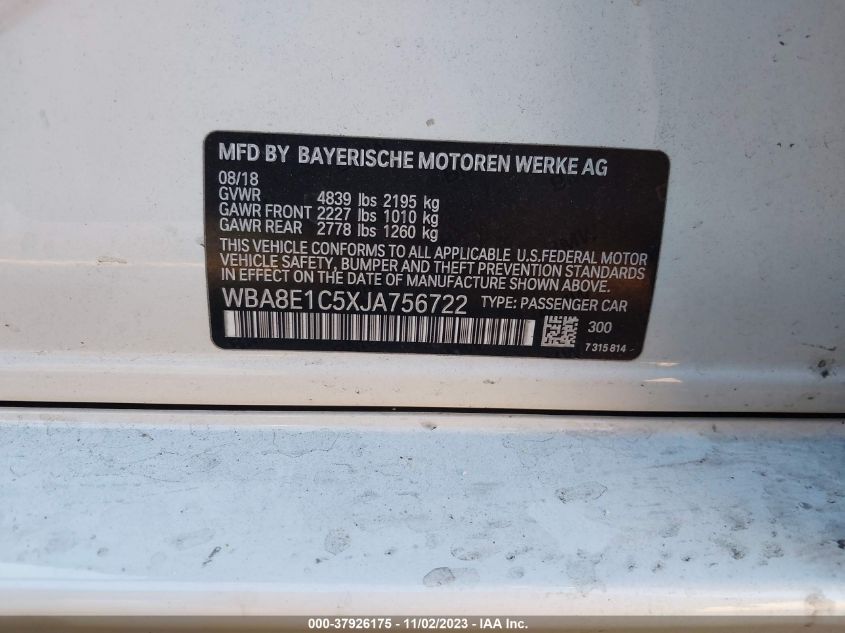 MFD BY BAYERISCHE MOTOREN WERKE AG
08/18
GVWR 4839 lbs 2195 kg
GAWR FRONT 2227 lbs 1010 kg
GAWR REAR 2778 lbs 1260 kg
THIS VEHICLE CONFORMS TO ALL APPLICABLE U.S.FEDERAL MOTOR
VEHICLE SAFETY, BUMPER AND THEFT PREVENTION STANDARDS
IN EFFECT ON THE DATE OF MANUFACTURE SHOWN ABOVE.
WBA8E1C5XJA756722 TYPE: PASSENGER CAR
300
7 315 814
000-37926175 - 11/02/2023 - IAA Inc.